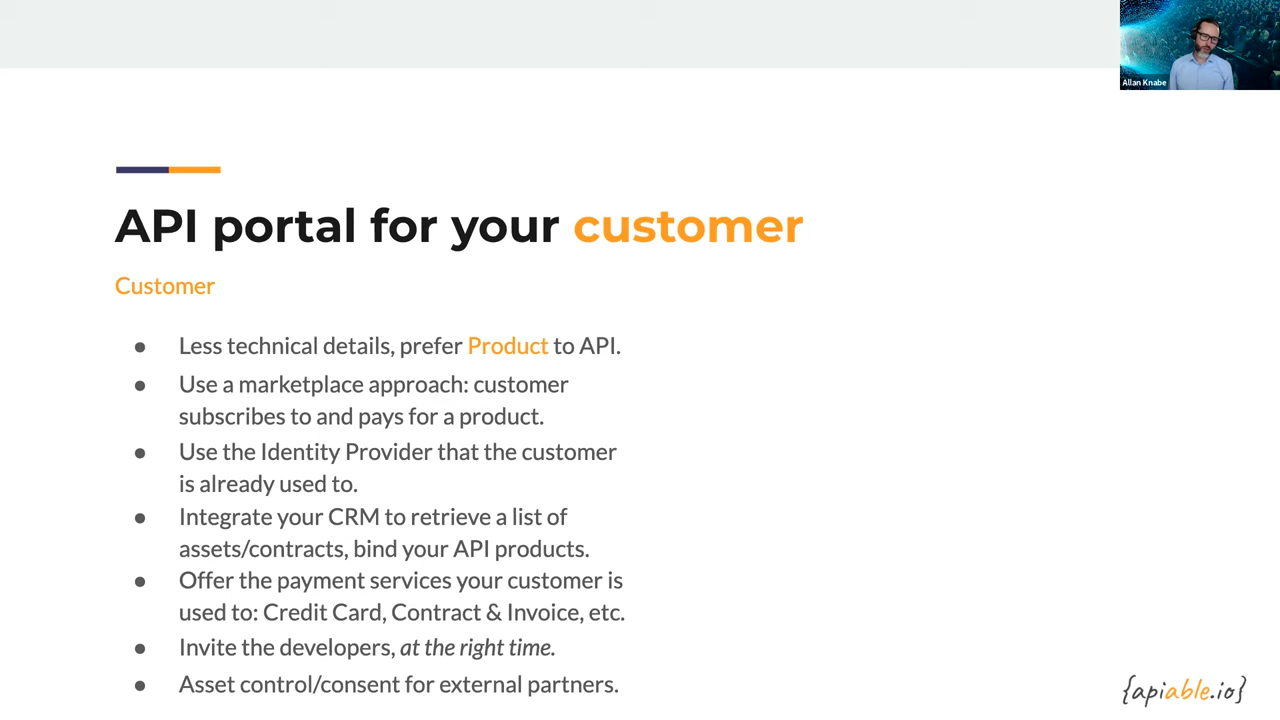 Allan Knabe
API portal for your customer
Customer
● Less technical details, prefer Product to API.
● Use a marketplace approach: customer
subscribes to and pays for a product.
● Use the Identity Provider that the customer
is already used to.
● Integrate your CRM to retrieve a list of
assets/contracts, bind your API products.
● Offer the payment services your customer is
used to: Credit Card, Contract & Invoice, etc.
● Invite the developers, at the right time.
● Asset control/consent for external partners.
{apiable.io}